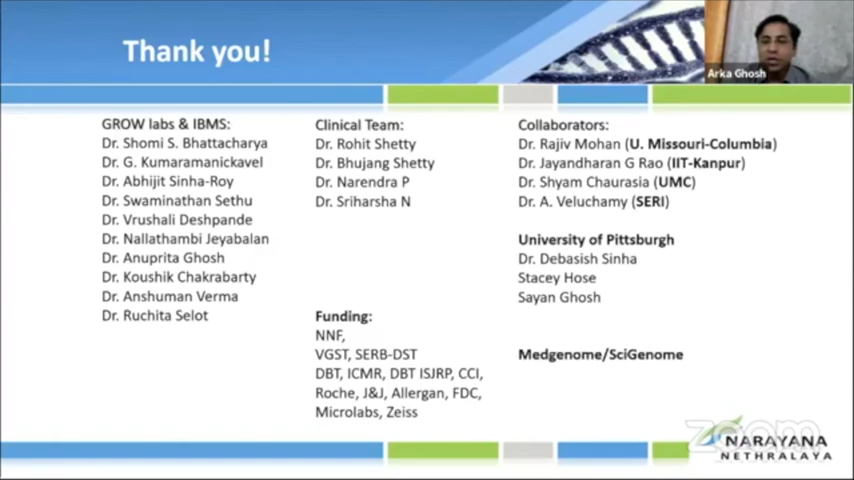 Thank you!
Arka Ghosh
GROW labs & IBMS:
Dr. Shomi S. Bhattacharya
Dr. G. Kumaramanickavel
Dr. Abhijit Sinha-Roy
Dr. Swaminathan Sethu
Dr. Vrushali Deshpande
Dr. Nallathambi Jeyabalan
Dr. Anuprita Ghosh
Dr. Koushik Chakrabarty
Dr. Anshuman Verma
Dr. Ruchita Selot
Clinical Team:
Dr. Rohit Shetty
Dr. Bhujang Shetty
Dr. Narendra P
Dr. Sriharsha N
Funding:
NNF,
VGST, SERB-DST
DBT, ICMR, DBT ISJRP, CCI,
Roche, J&J, Allergan, FDC,
Microlabs, Zeiss
Collaborators:
Dr. Rajiv Mohan (U. Missouri-Columbia)
Dr. Jayandharan G Rao (IIT-Kanpur)
Dr. Shyam Chaurasia (UMC)
Dr. A. Veluchamy (SERI)
University of Pittsburgh
Dr. Debasish Sinha
Stacey Hose
Sayan Ghosh
Medgenome/SciGenome
zoom
NARAYANA
NETHRALAYA